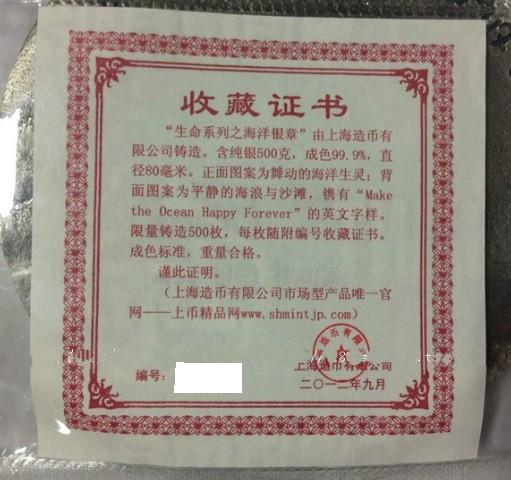 收藏证书
“生命系列之海洋银章”由上海造币有
限公司铸造。含纯银500克，成色99.9%，直
径80毫米。正面图案为舞动的海洋生灵；背
面图案为平静的海浪与沙滩，镌有“Make
the Ocean Happy Forever”的英文字样。
限量铸造500枚，每枚随附编号收藏证书。
成色标准，重量合格。
谨此证明。
（上海造币有限公司市场型产品唯一官
网——上币精品网www.shmintjp.com）
编号：
上海造币有限公司
二〇一二年九月